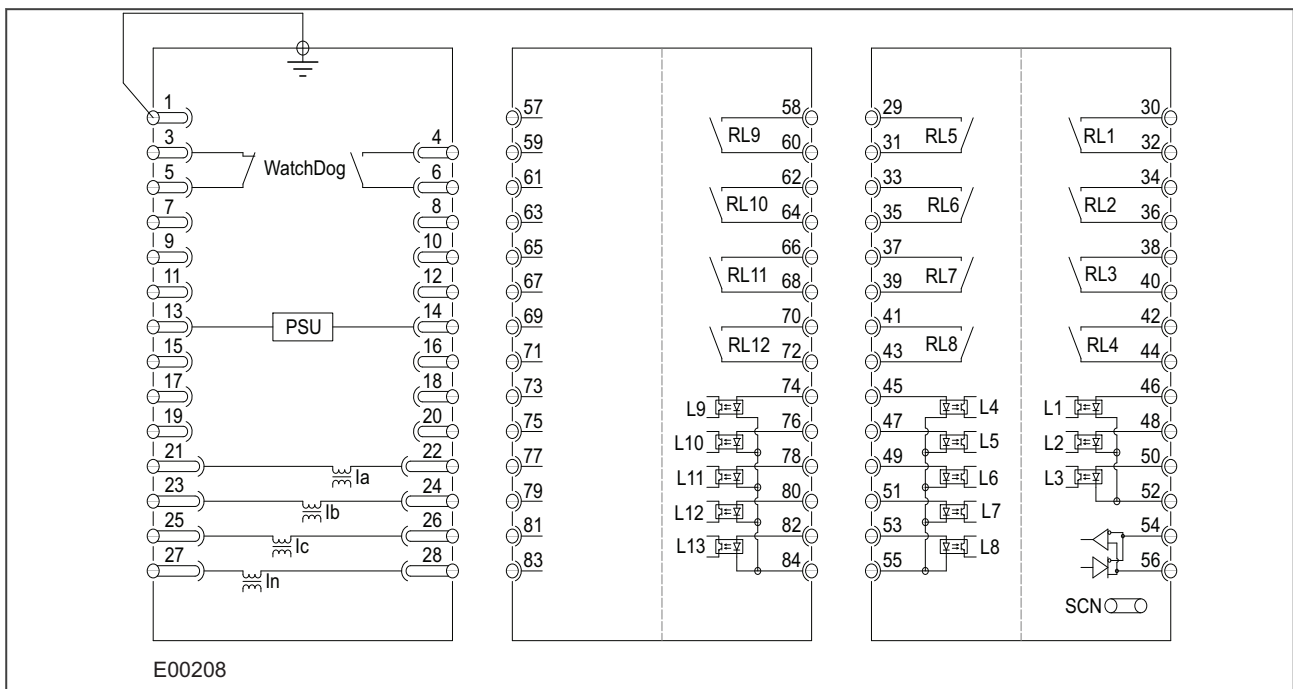 1
3 4
WatchDog
5 6
7 8
9 10
11 12
13 PSU 14
15 16
17 18
19 20
21 22
Ia
23 24
Ib
25 26
Ic
27 28
In
57 58
RL9
59 60
61 62
RL10
63 64
65 66
RL11
67 68
69 70
RL12
71 72
73 74
L9
75 76
L10
77 78
L11
79 80
L12
81 82
L13
83 84
29 30
RL5 RL1
31 32
33 34
RL6 RL2
35 36
37 38
RL7 RL3
39 40
41 42
RL8 RL4
43 44
45 46
L4 L1
47 48
L5 L2
49 50
L6 L3
51 52
L7
53 54
L8
55 56
SCN
E00208